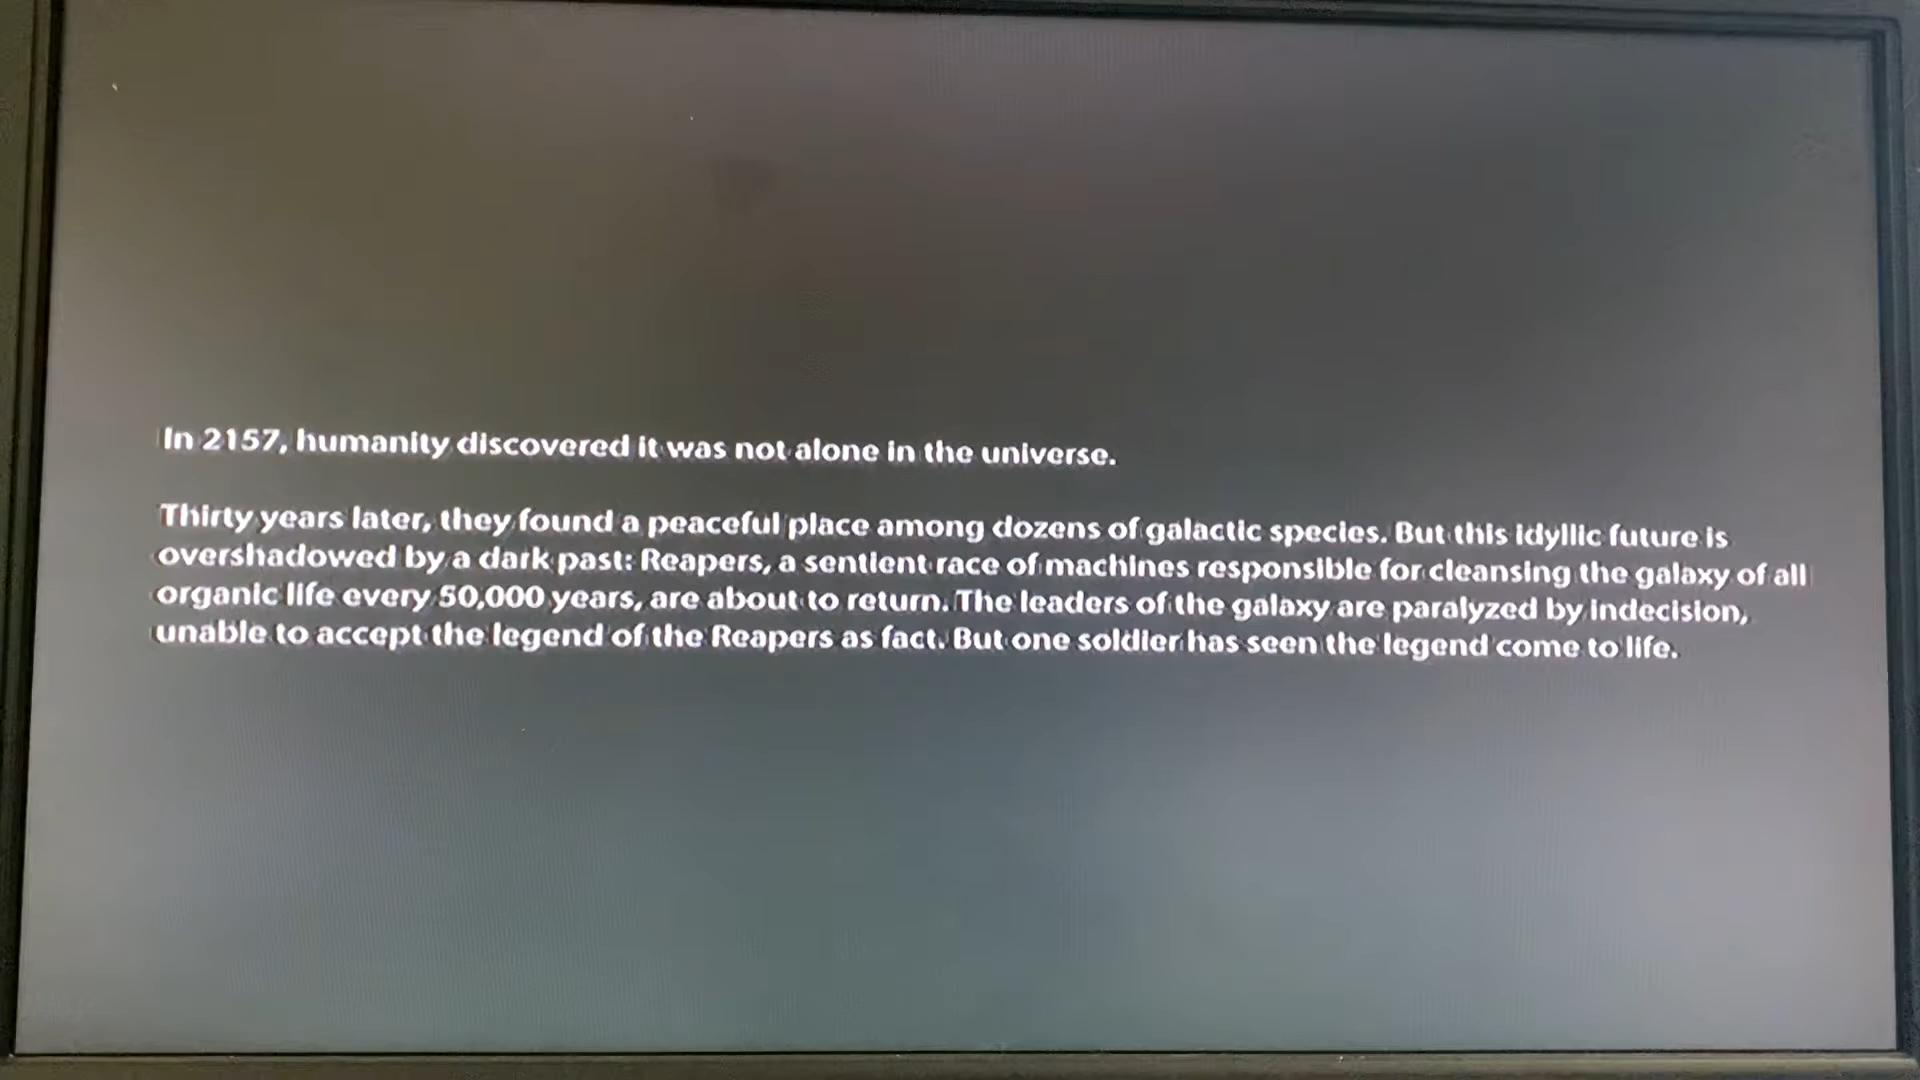 In 2157, humanity discovered it was not alone in the universe.
Thirty years later, they found a peaceful place among dozens of galactic species. But this idyllic future is
overshadowed by a dark past: Reapers, a sentient race of machines responsible for cleansing the galaxy of all
organic life every 50,000 years, are about to return. The leaders of the galaxy are paralyzed by indecision,
unable to accept the legend of the Reapers as fact. But one soldier has seen the legend come to life.